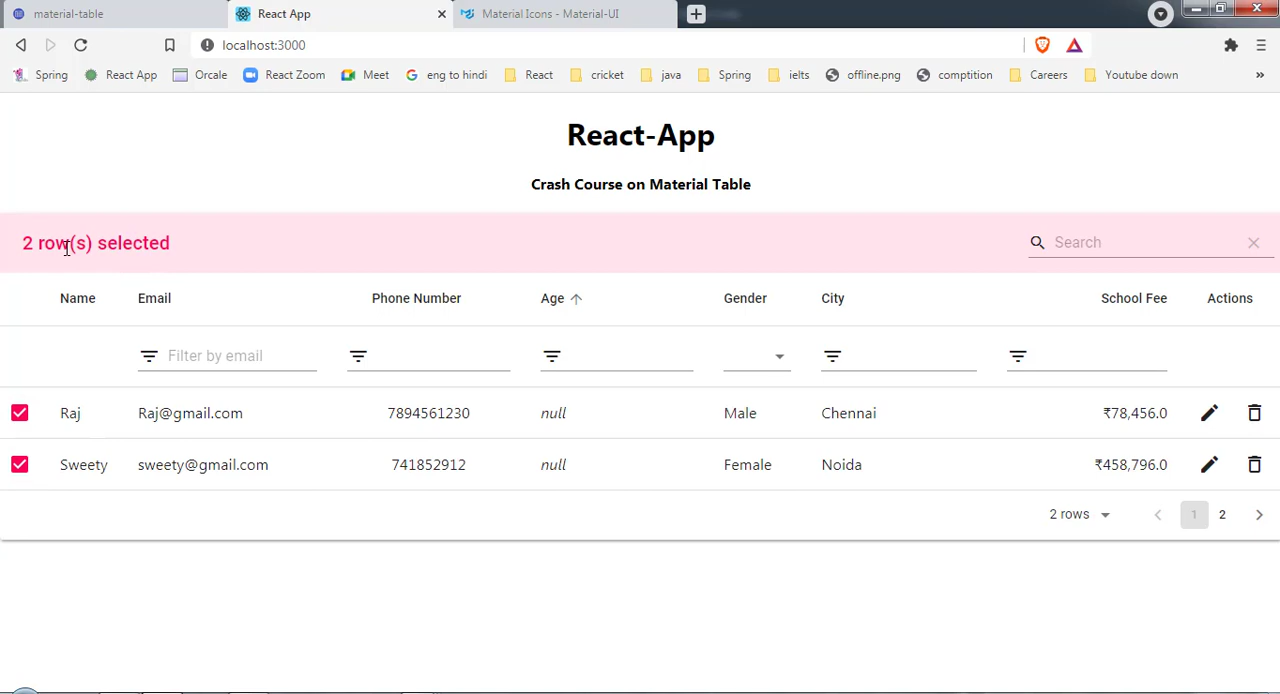 material-table
React App
Material Icons - Material-UI
localhost:3000
Spring
React App
Orcale
React Zoom
Meet
eng to hindi
React
cricket
java
Spring
ielts
offline.png
comptition
Careers
Youtube down
»
React-App
Crash Course on Material Table
2 row(s) selected
Search
Name Email Phone Number Age Gender City School Fee Actions
Filter by email
Raj Raj@gmail.com 7894561230 null Male Chennai ₹78,456.0
Sweety sweety@gmail.com 741852912 null Female Noida ₹458,796.0
2 rows 1 2